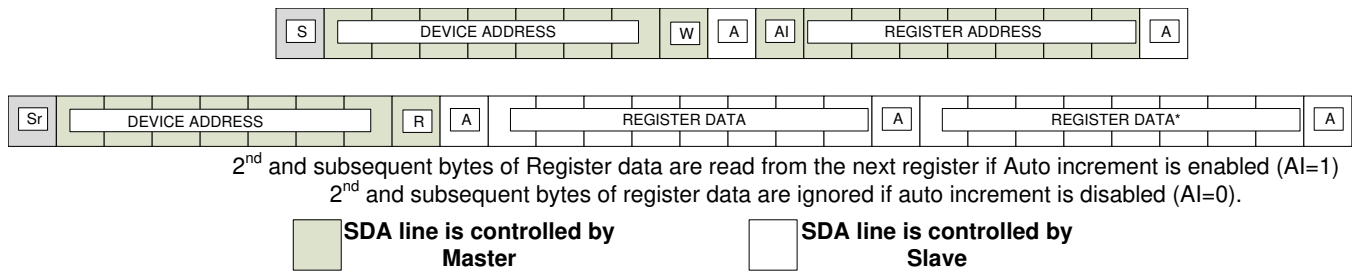 S DEVICE ADDRESS W A AI REGISTER ADDRESS A
Sr DEVICE ADDRESS R A REGISTER DATA A REGISTER DATA* A
2nd and subsequent bytes of Register data are read from the next register if Auto increment is enabled (AI=1)
2nd and subsequent bytes of register data are ignored if auto increment is disabled (AI=0).
SDA line is controlled by Master
SDA line is controlled by Slave